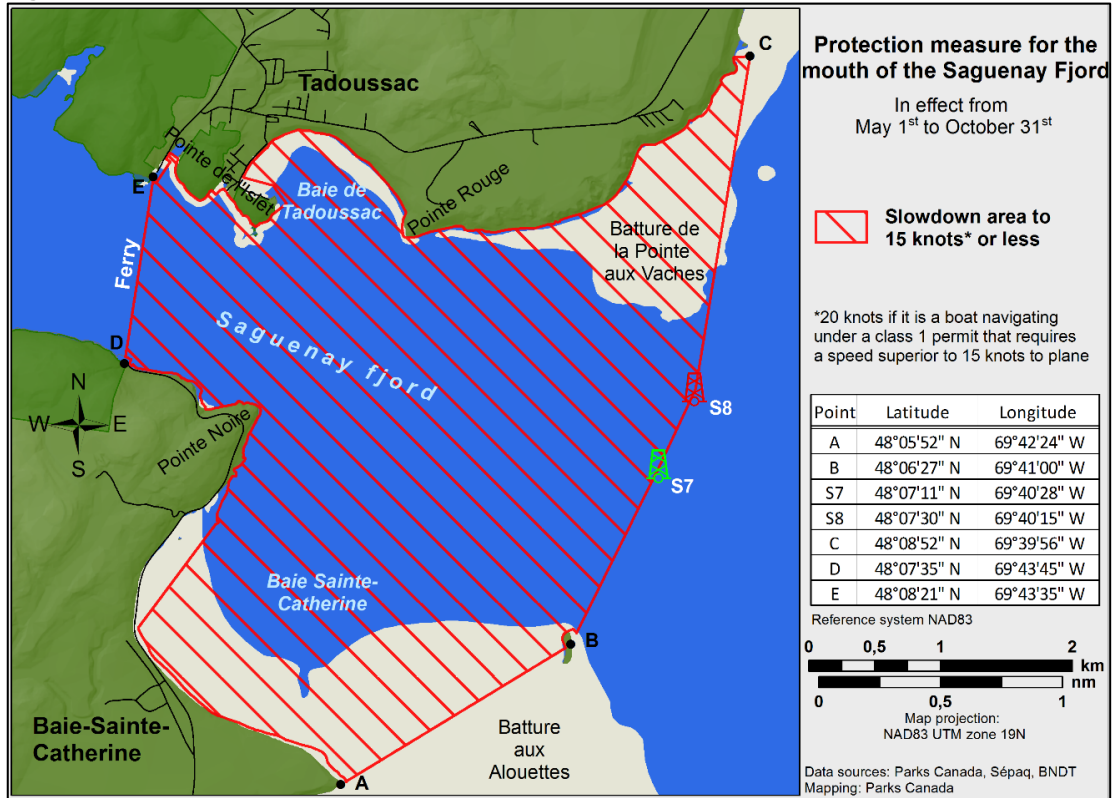 C
Tadoussac
Pointe de l'Islet
E
Baie de
Tadoussac
Pointe Rouge
Batture de
la Pointe
aux Vaches
Ferry
Saguenay fjord
D
N
W E
S
Pointe Noire
S8
S7
Baie Sainte-
Catherine
B
Baie-Sainte-
Catherine
Batture
aux
Alouettes
A
Protection measure for the
mouth of the Saguenay Fjord
In effect from
May 1st to October 31st
Slowdown area to
15 knots* or less
*20 knots if it is a boat navigating
under a class 1 permit that requires
a speed superior to 15 knots to plane
Point Latitude Longitude
A 48°05'52" N 69°42'24" W
B 48°06'27" N 69°41'00" W
S7 48°07'11" N 69°40'28" W
S8 48°07'30" N 69°40'15" W
C 48°08'52" N 69°39'56" W
D 48°07'35" N 69°43'45" W
E 48°08'21" N 69°43'35" W
Reference system NAD83
0 0,5 1 2
km
nm
0 0,5 1
Map projection:
NAD83 UTM zone 19N
Data sources: Parks Canada, Sépaq, BNDT
Mapping: Parks Canada